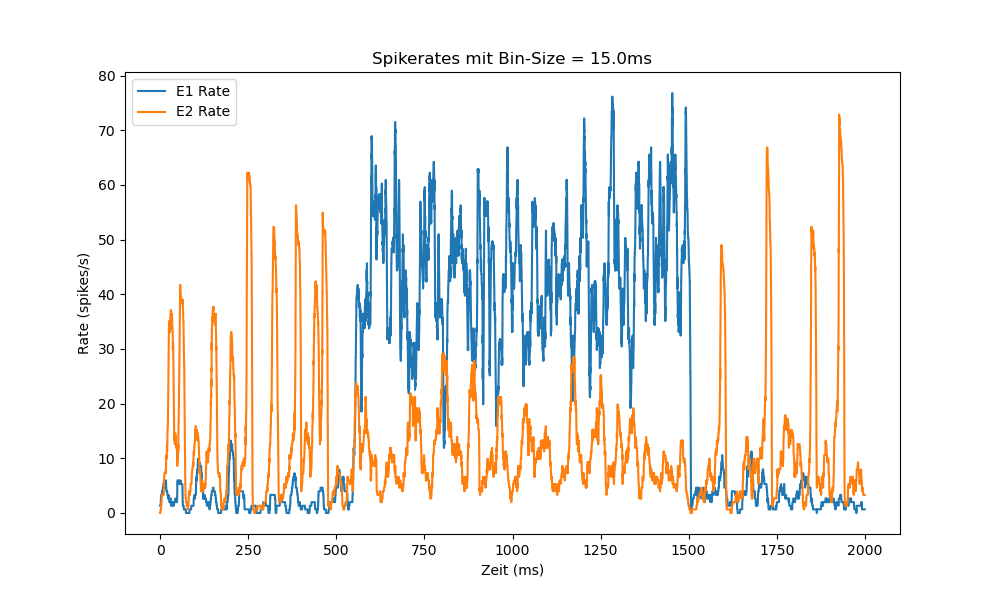 Spikerates mit Bin-Size = 15.0ms
E1 Rate
E2 Rate
Rate (spikes/s)
80
70
60
50
40
30
20
10
0
0 250 500 750 1000 1250 1500 1750 2000
Zeit (ms)